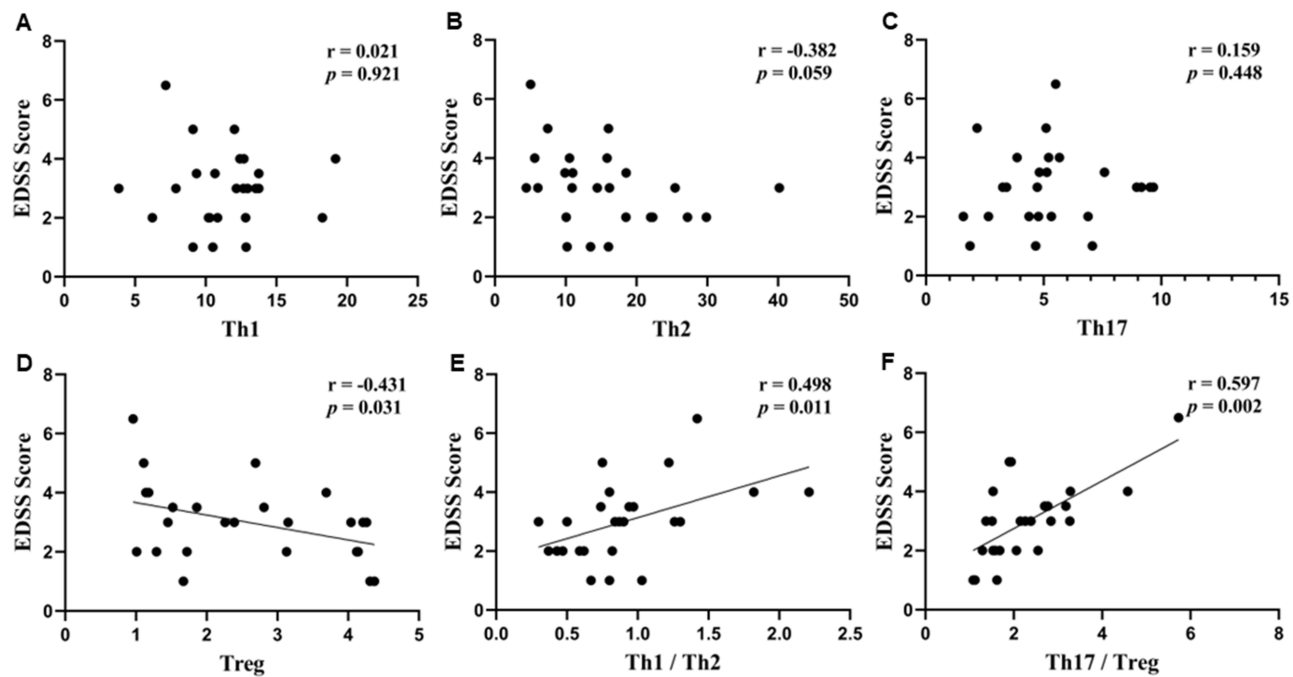 A
r = 0.021
p = 0.921
EDSS Score
8
6
4
2
0
0 5 10 15 20 25
Th1
B
r = -0.382
p = 0.059
EDSS Score
8
6
4
2
0
0 10 20 30 40 50
Th2
C
r = 0.159
p = 0.448
EDSS Score
8
6
4
2
0
0 5 10 15
Th17
D
r = -0.431
p = 0.031
EDSS Score
8
6
4
2
0
0 1 2 3 4 5
Treg
E
r = 0.498
p = 0.011
EDSS Score
8
6
4
2
0
0.0 0.5 1.0 1.5 2.0 2.5
Th1 / Th2
F
r = 0.597
p = 0.002
EDSS Score
8
6
4
2
0
0 2 4 6 8
Th17 / Treg